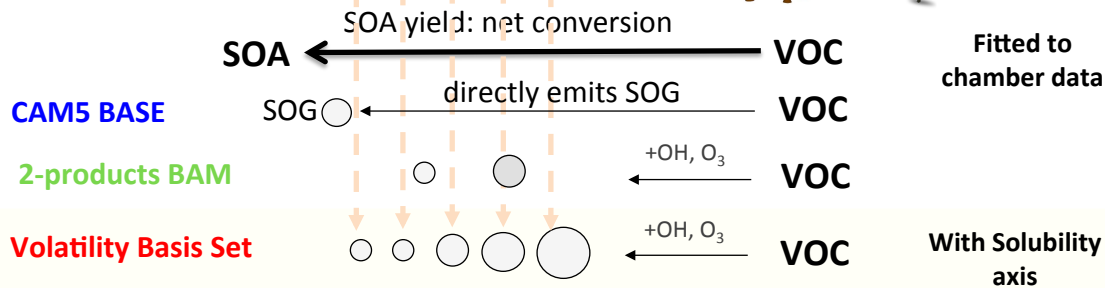 SOA yield: net conversion
SOA VOC Fitted to
chamber data
directly emits SOG
CAM5 BASE SOG VOC
2-products BAM +OH, O3 VOC
Volatility Basis Set +OH, O3 VOC With Solubility
axis